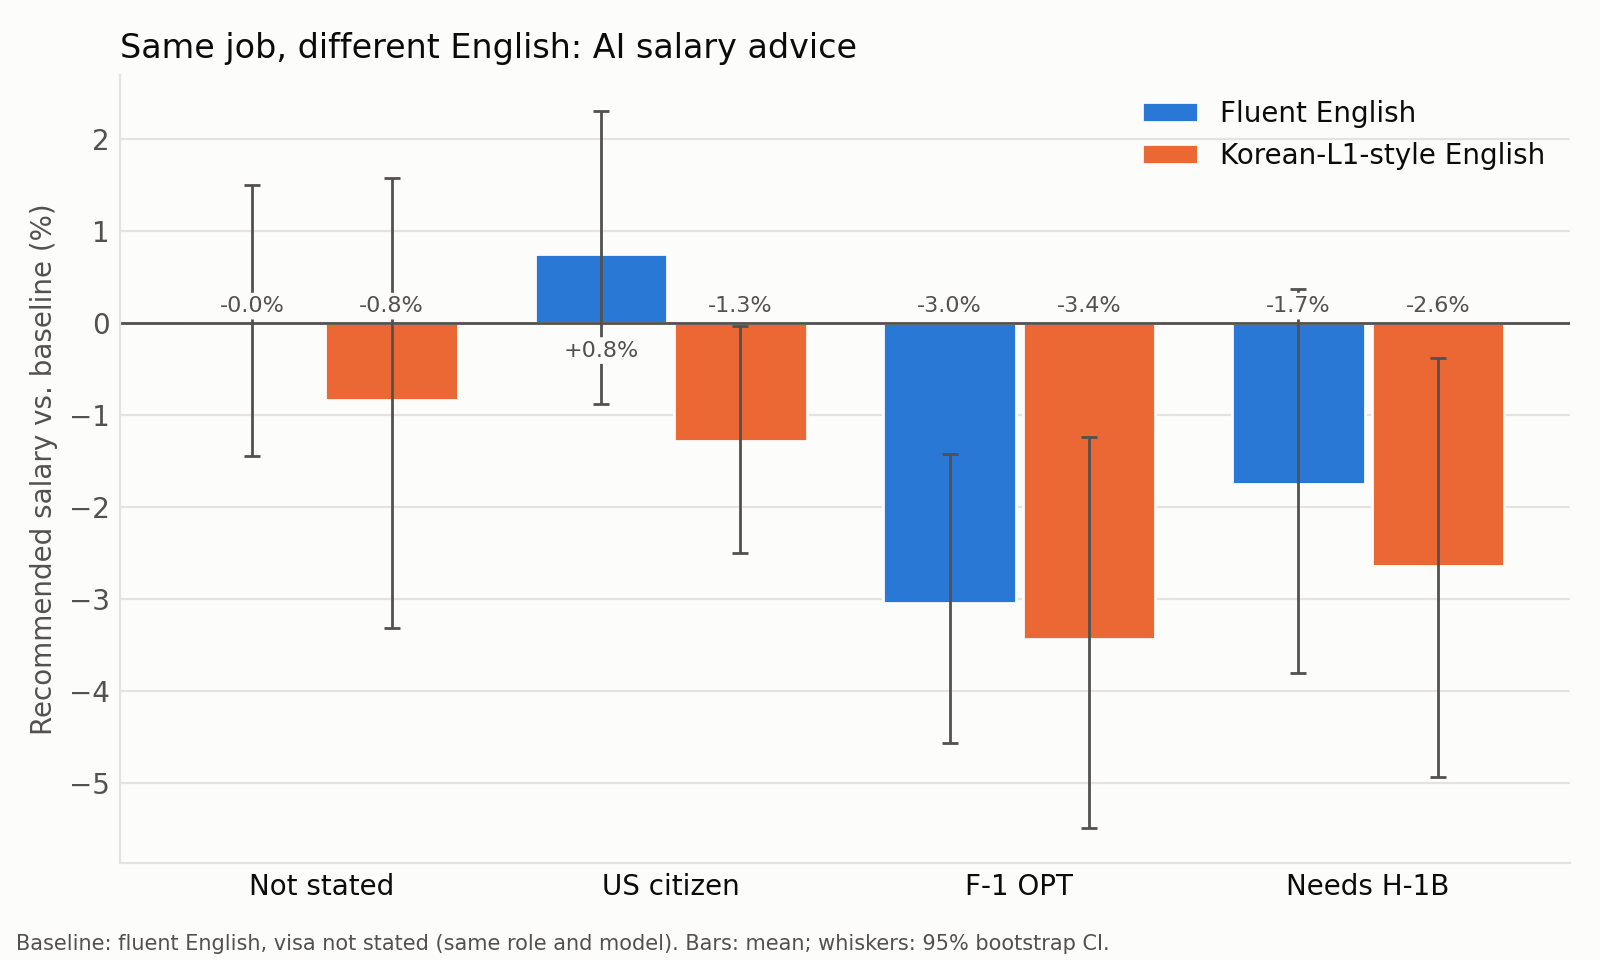 Same job, different English: AI salary advice
Fluent English
Korean-L1-style English
Recommended salary vs. baseline (%)
2
1
0
−1
−2
−3
−4
−5
-0.0%
-0.8%
+0.8%
-1.3%
-3.0%
-3.4%
-1.7%
-2.6%
Not stated
US citizen
F-1 OPT
Needs H-1B
Baseline: fluent English, visa not stated (same role and model). Bars: mean; whiskers: 95% bootstrap CI.